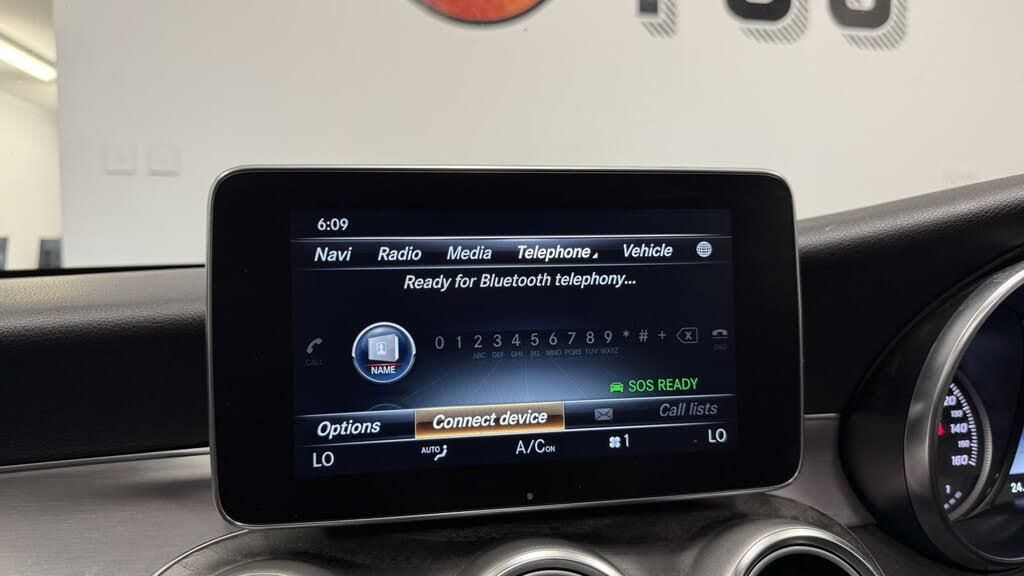 6:09
Navi Radio Media Telephone Vehicle
Ready for Bluetooth telephony...
CALL
NAME
0 1 2 3 4 5 6 7 8 9 * # +
ABC DEF GHI JKL MNO PQRS TUV WXYZ
END
SOS READY
Options Connect device Call lists
LO AUTO A/C ON 1 LO
120
130
140
150
160